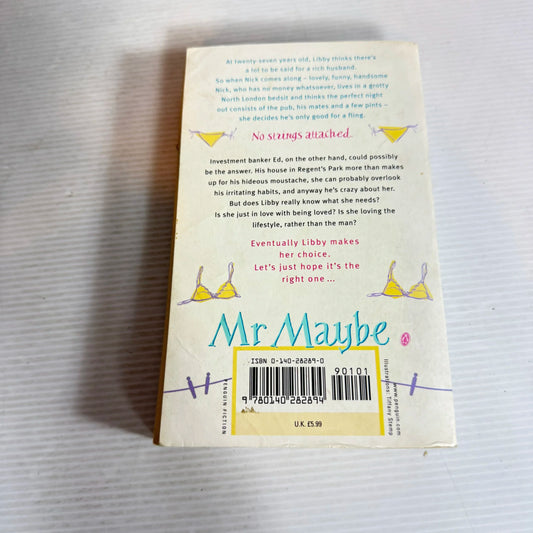 At twenty-seven years old, Libby thinks there's
a lot to be said for a rich husband.
So when Nick comes along – lovely, funny, handsome
Nick, who has no money whatsoever, lives in a grotty
North London bedsit and thinks the perfect night
out consists of the pub, his mates and a few pints –
she decides he's only good for a fling.
No strings attached.
Investment banker Ed, on the other hand, could possibly
be the answer. His house in Regent's Park more than makes
up for his hideous moustache, she can probably overlook
his irritating habits, and anyway he's crazy about her.
But does Libby really know what she needs?
Is she just in love with being loved? Is she loving the
lifestyle, rather than the man?
Eventually Libby makes
her choice.
Let's just hope it's the
right one ...
Mr Maybe
ISBN 0-140-28289-0
90101
9 780140 282894
U.K. £5.99
PENGUIN FICTION
www.penguin.com
Illustrations: Tiffany Slemp